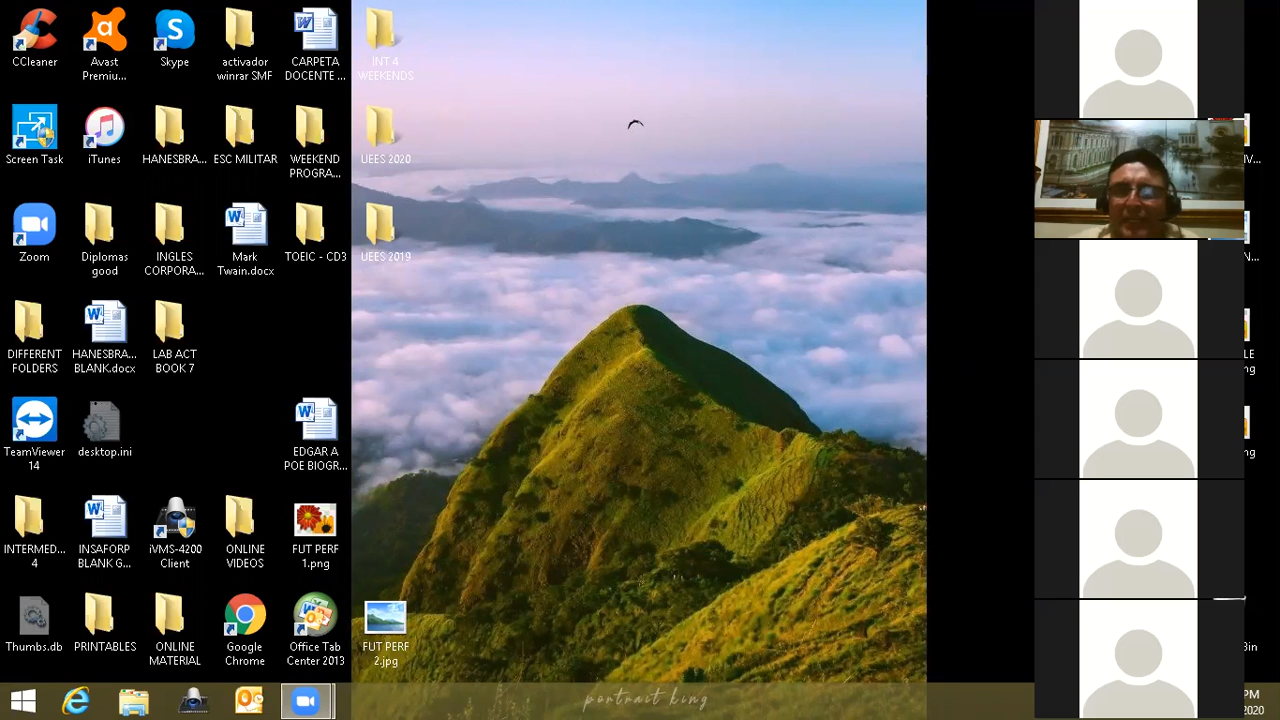 CCleaner
Avast
Premiu...
Skype
activador
winrar SMF
CARPETA
DOCENTE ...
INT 4
WEEKENDS
Screen Task
iTunes
HANESBRA...
ESC MILITAR
WEEKEND
PROGRA...
UEES 2020
Zoom
Diplomas
good
INGLES
CORPORA...
Mark
Twain.docx
TOEIC - CD3
UEES 2019
DIFFERENT
FOLDERS
HANESBRA...
BLANK.docx
LAB ACT
BOOK 7
TeamViewer
14
desktop.ini
EDGAR A
POE BIOGR...
INTERMED...
4
INSAFORP
BLANK G...
iVMS-4200
Client
ONLINE
VIDEOS
FUT PERF
1.png
Thumbs.db
PRINTABLES
ONLINE
MATERIAL
Google
Chrome
Office Tab
Center 2013
FUT PERF
2.jpg
portrait king
PM
2020